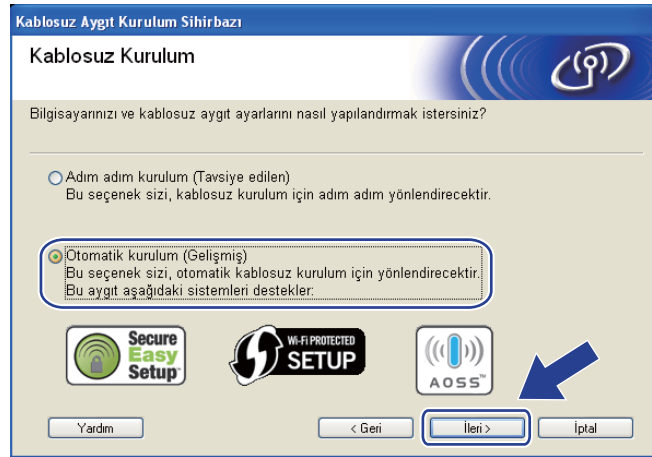 Kablosuz Aygıt Kurulum Sihirbazı
Kablosuz Kurulum
Bilgisayarınızı ve kablosuz aygıt ayarlarını nasıl yapılandırmak istersiniz?
Adım adım kurulum (Tavsiye edilen)
Bu seçenek sizi, kablosuz kurulum için adım adım yönlendirecektir.
Otomatik kurulum (Gelişmiş)
Bu seçenek sizi, otomatik kablosuz kurulum için yönlendirecektir.
Bu aygıt aşağıdaki sistemleri destekler:
Secure
Easy
Setup™
Wi-Fi PROTECTED
SETUP
AOSS™
Yardım
< Geri
İleri >
İptal